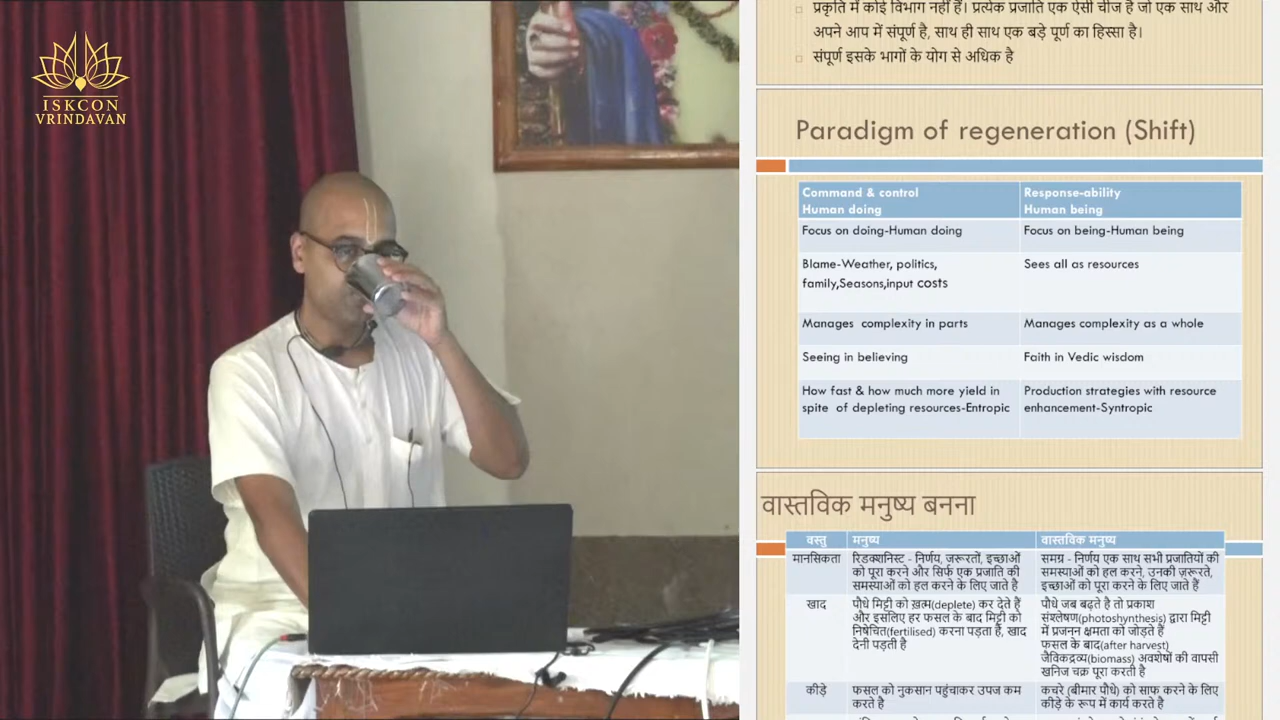 ISKCON
VRINDAVAN
प्रकृति में कोई विभाग नहीं हैं। प्रत्येक प्रजाति एक ऐसी चीज है जो एक साथ और
अपने आप में संपूर्ण है, साथ ही साथ एक बड़े पूर्ण का हिस्सा है।
संपूर्ण इसके भागों के योग से अधिक है
Paradigm of regeneration (Shift)
Command & control
Human doing
Response-ability
Human being
Focus on doing-Human doing
Focus on being-Human being
Blame-Weather, politics,
family,Seasons,input costs
Sees all as resources
Manages complexity in parts
Manages complexity as a whole
Seeing in believing
Faith in Vedic wisdom
How fast & how much more yield in
spite of depleting resources-Entropic
Production strategies with resource
enhancement-Syntropic
वास्तविक मनुष्य बनना
वस्तु
मनुष्य
वास्तविक मनुष्य
मानसिकता
रिडक्शनिस्ट - निर्णय, ज़रूरतों, इच्छाओं
को पूरा करने और सिर्फ एक प्रजाति की
समस्याओं को हल करने के लिए जाते है
समग्र - निर्णय एक साथ सभी प्रजातियों की
समस्याओं को हल करने, उनकी ज़रूरते,
इच्छाओं को पूरा करने के लिए जाते हैं
खाद
पौधे मिट्टी को ख़त्म(deplete) कर देते हैं
और इसलिए हर फसल के बाद मिट्टी को
निषेचित(fertilised) करना पड़ता है, खाद
देनी पड़ती है
पौधे जब बढ़ते है तो प्रकाश
संश्लेषण(photoshynthesis) द्वारा मिट्टी
में प्रजनन क्षमता को जोड़ते हैं
फसल के बाद(after harvest)
जैविकद्रव्य(biomass) अवशेषों की वापसी
खनिज चक्र पूरा करती है
कीड़े
फसल को नुकसान पहुंचाकर उपज कम
करते है
कचरे (बीमार पौधे) को साफ करने के लिए
कीड़े के रूप में कार्य करते है